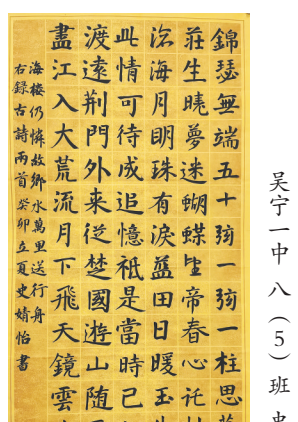 錦瑟無端五十弦一弦一柱思
莊生曉夢迷蝴蝶望帝春心託
滄海月明珠有淚藍田日暖玉
此情可待成追憶祇是當時已
渡遠荆門外来從楚國遊山随
盡江入大荒流月下飛天鏡雲
海樓仍憐故鄉水萬里送行舟
右錄古詩兩首癸卯立夏史婧怡書
吴宁一中八(5)班